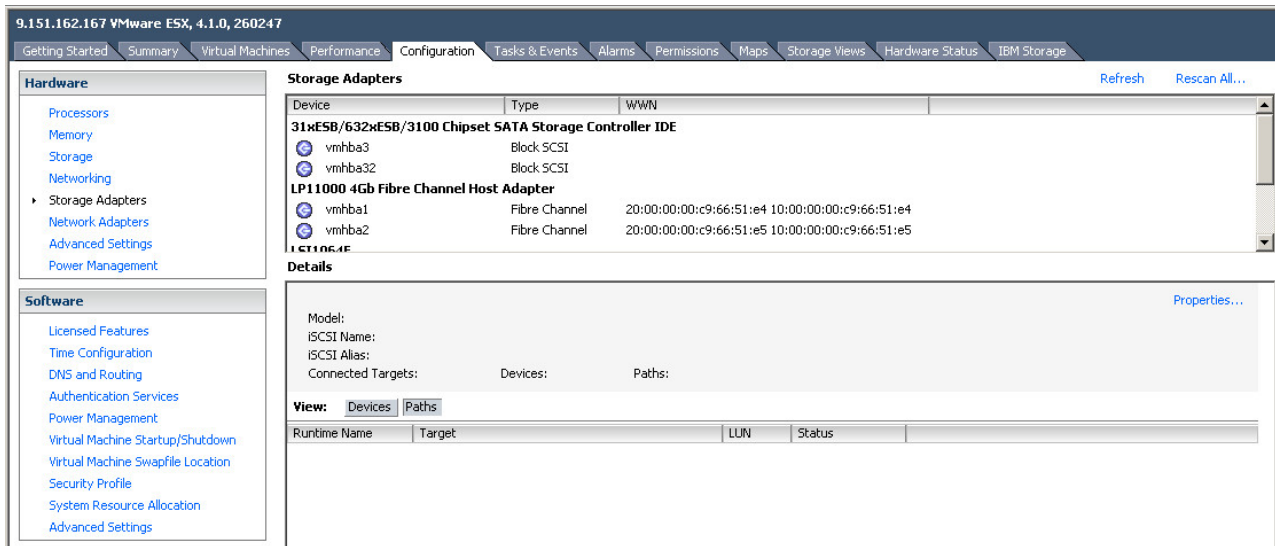 9.151.162.167 VMware ESX, 4.1.0, 260247
Getting Started Summary Virtual Machines Performance Configuration Tasks & Events Alarms Permissions Maps Storage Views Hardware Status IBM Storage
Hardware
Processors
Memory
Storage
Networking
Storage Adapters
Network Adapters
Advanced Settings
Power Management
Software
Licensed Features
Time Configuration
DNS and Routing
Authentication Services
Power Management
Virtual Machine Startup/Shutdown
Virtual Machine Swapfile Location
Security Profile
System Resource Allocation
Advanced Settings
Storage Adapters Refresh Rescan All...
Device Type WWN
31xESB/632xESB/3100 Chipset SATA Storage Controller IDE
vmhba3 Block SCSI
vmhba32 Block SCSI
LP11000 4Gb Fibre Channel Host Adapter
vmhba1 Fibre Channel 20:00:00:00:c9:66:51:e4 10:00:00:00:c9:66:51:e4
vmhba2 Fibre Channel 20:00:00:00:c9:66:51:e5 10:00:00:00:c9:66:51:e5
LSI1064E
Details
Properties...
Model:
iSCSI Name:
iSCSI Alias:
Connected Targets: Devices: Paths:
View: Devices Paths
Runtime Name Target LUN Status